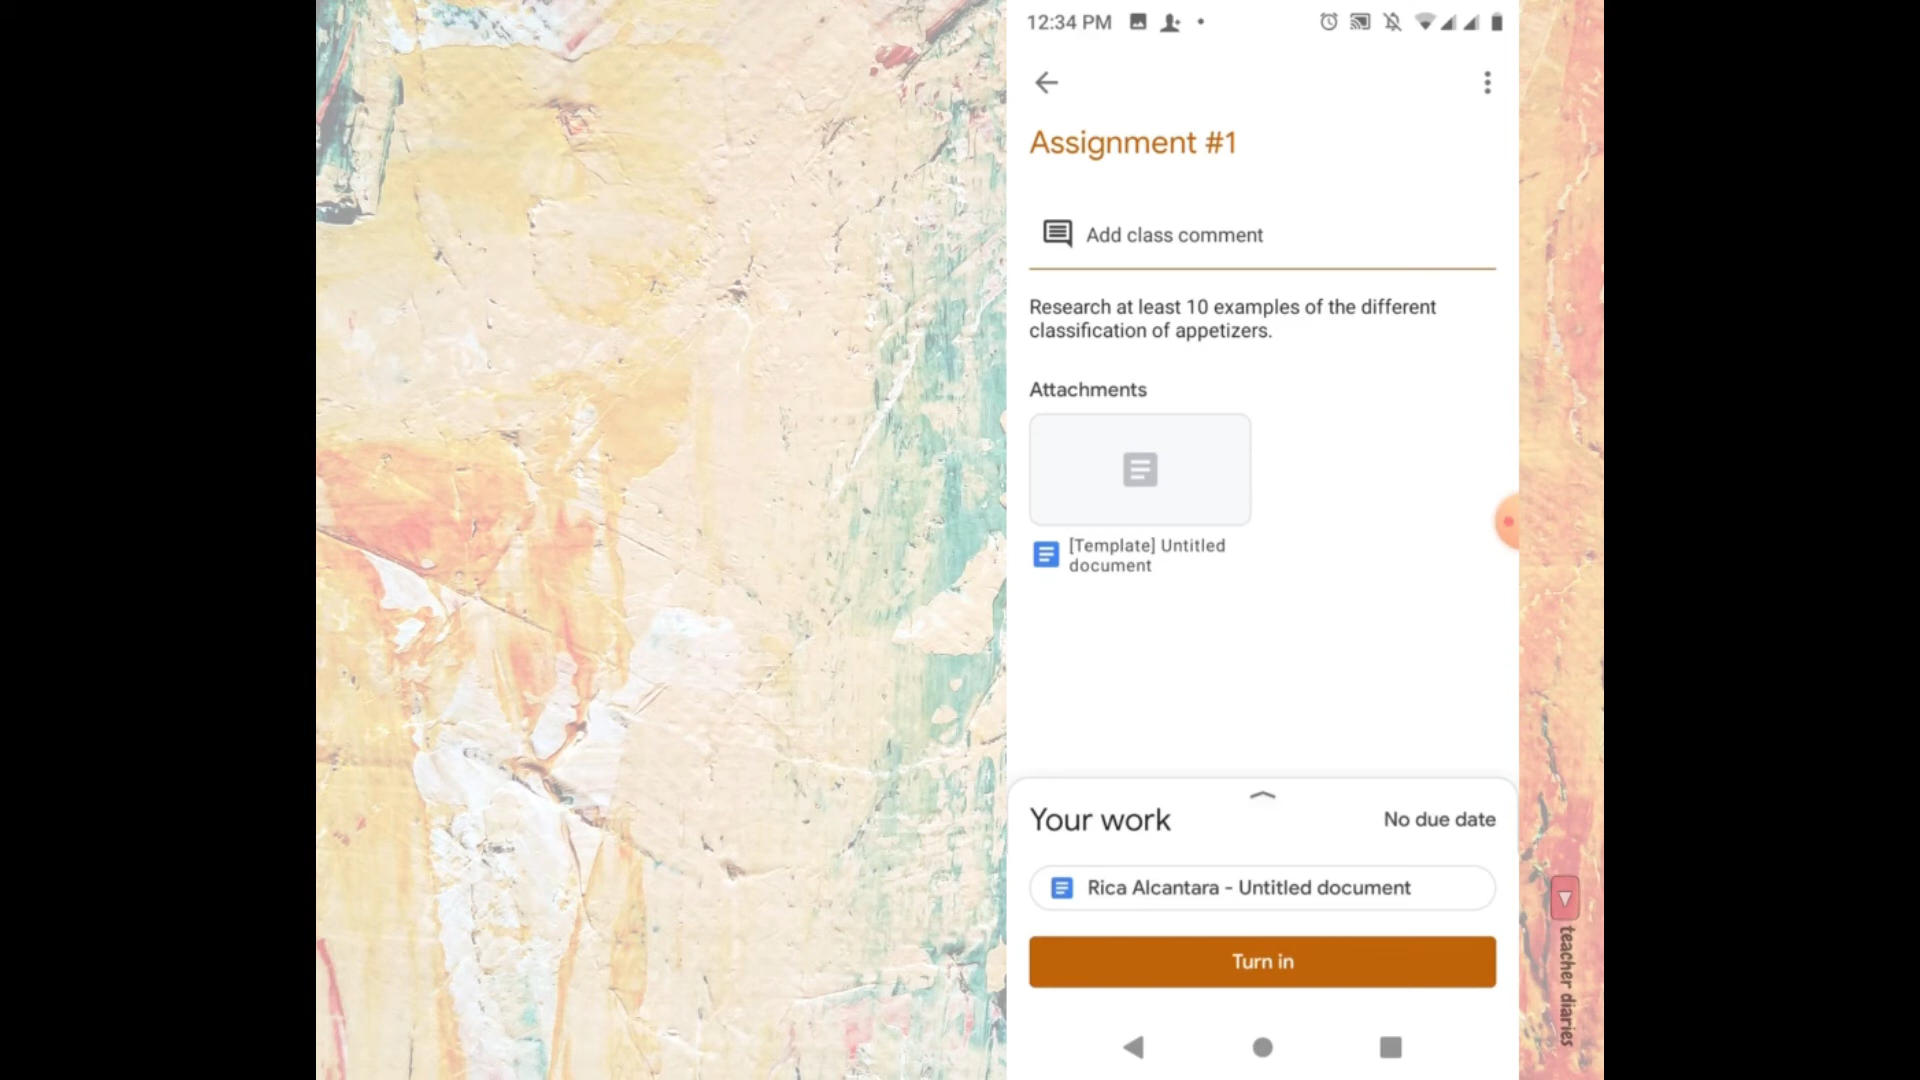 12:34 PM
Assignment #1
Add class comment
Research at least 10 examples of the different
classification of appetizers.
Attachments
[Template] Untitled
document
Your work
No due date
Rica Alcantara - Untitled document
Turn in
teacher diaries